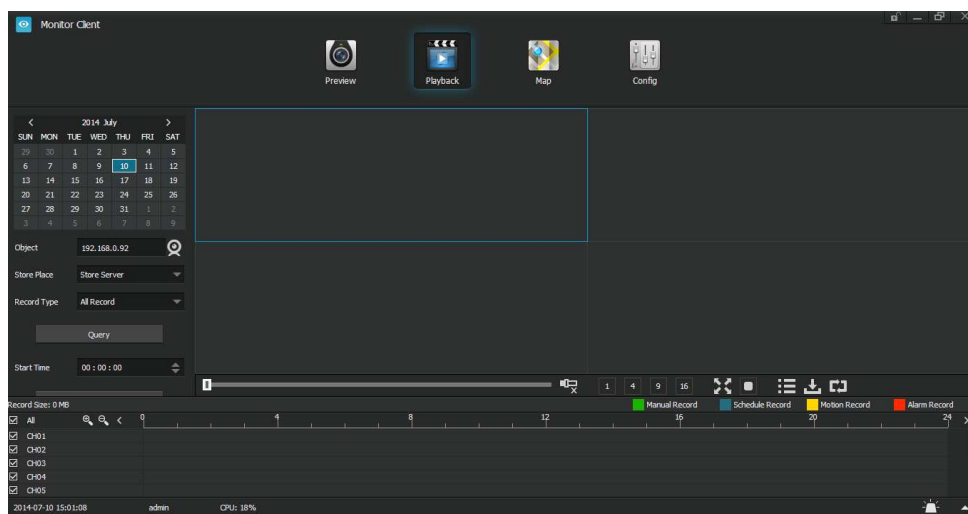 Monitor Client
Preview Playback Map Config
2014 July
SUN MON TUE WED THU FRI SAT
29 30 1 2 3 4 5
6 7 8 9 10 11 12
13 14 15 16 17 18 19
20 21 22 23 24 25 26
27 28 29 30 31 1 2
3 4 5 6 7 8 9
Object 192.168.0.92
Store Place Store Server
Record Type All Record
Query
Start Time 00 : 00 : 00
1 4 9 16
Record Size: 0 MB Manual Record Schedule Record Motion Record Alarm Record
All 0 4 8 12 16 20 24
CH01
CH02
CH03
CH04
CH05
2014-07-10 15:01:08 admin CPU: 18%